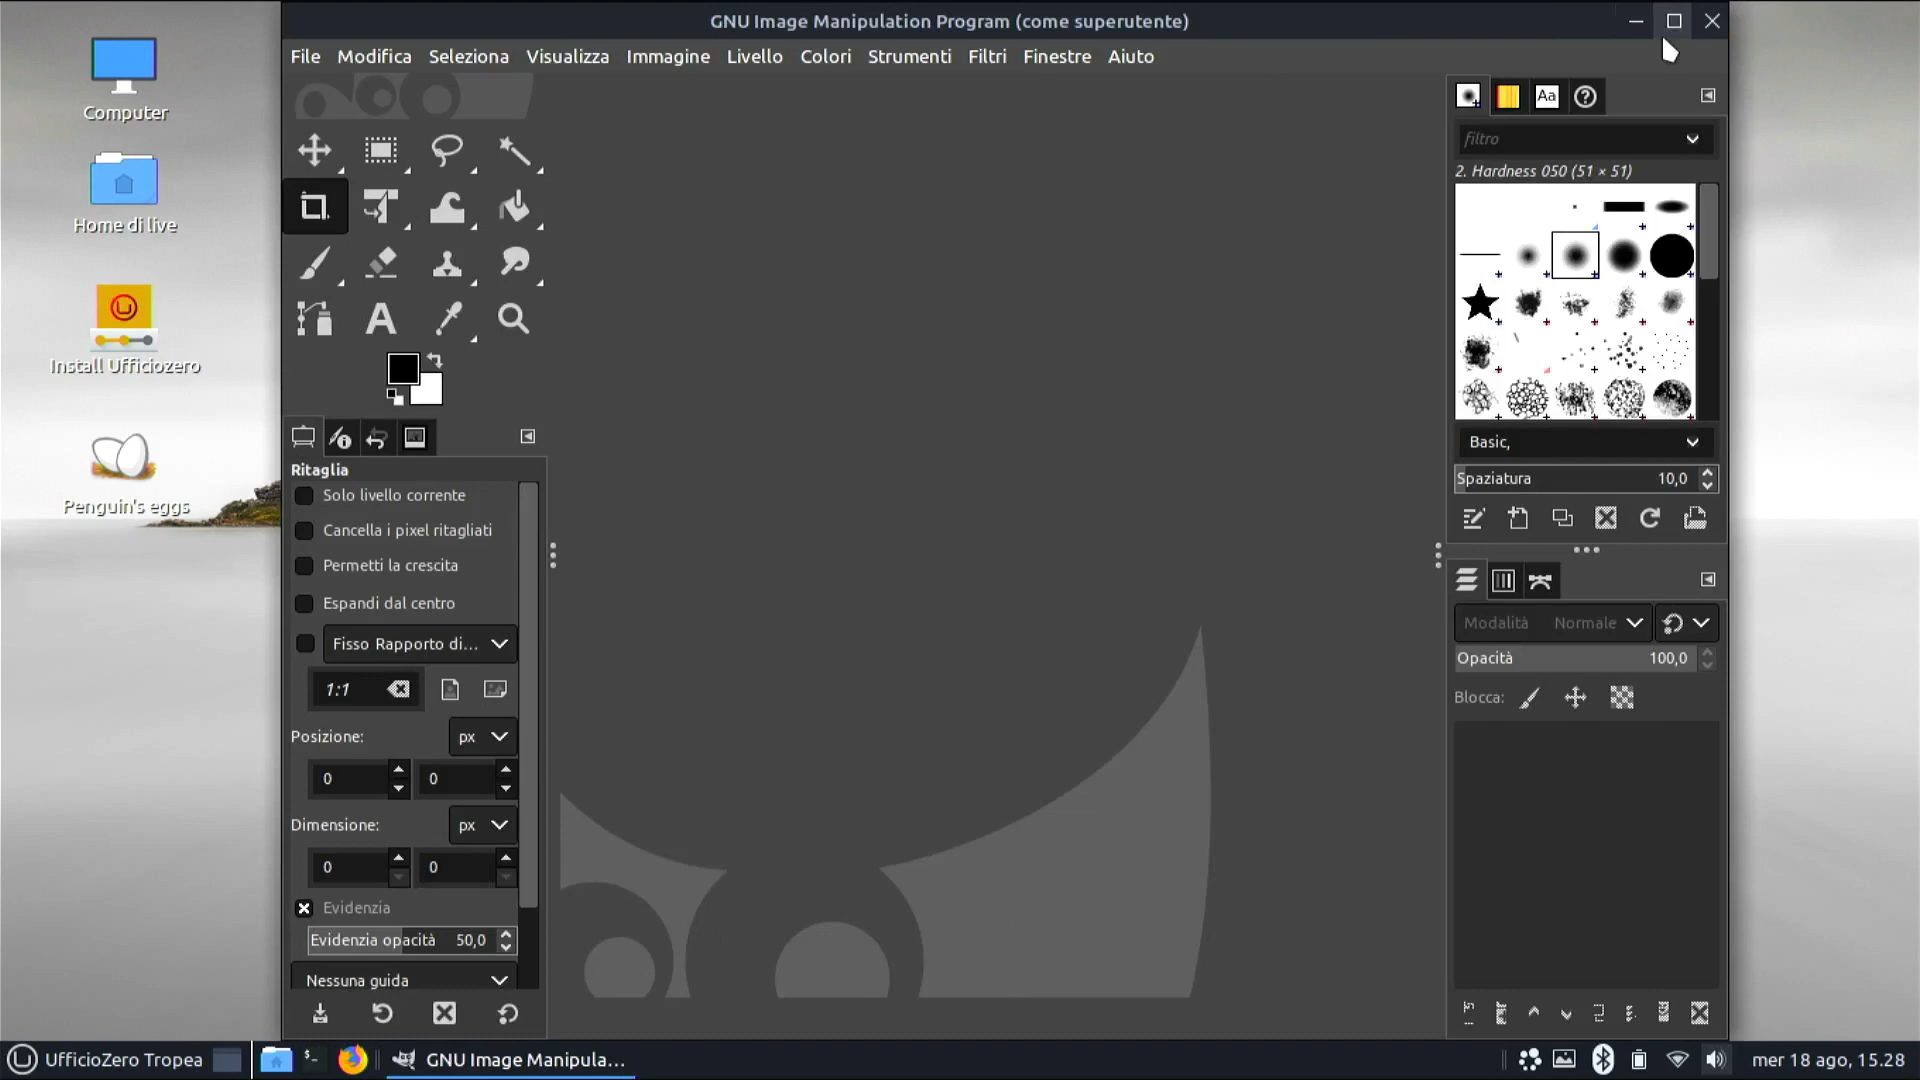 GNU Image Manipulation Program (come superutente)
File Modifica Seleziona Visualizza Immagine Livello Colori Strumenti Filtri Finestre Aiuto
Computer
Home di live
Install Ufficiozero
Penguin's eggs
Aa
filtro
2. Hardness 050 (51 × 51)
Basic,
Spaziatura 10,0
Ritaglia
Solo livello corrente
Cancella i pixel ritagliati
Permetti la crescita
Espandi dal centro
Fisso Rapporto di...
1:1
Posizione: px
0 0
Dimensione: px
0 0
Evidenzia
Evidenzia opacità 50,0
Nessuna guida
Modalità Normale
Opacità 100,0
Blocca:
UfficioZero Tropea
GNU Image Manipula...
mer 18 ago, 15.28